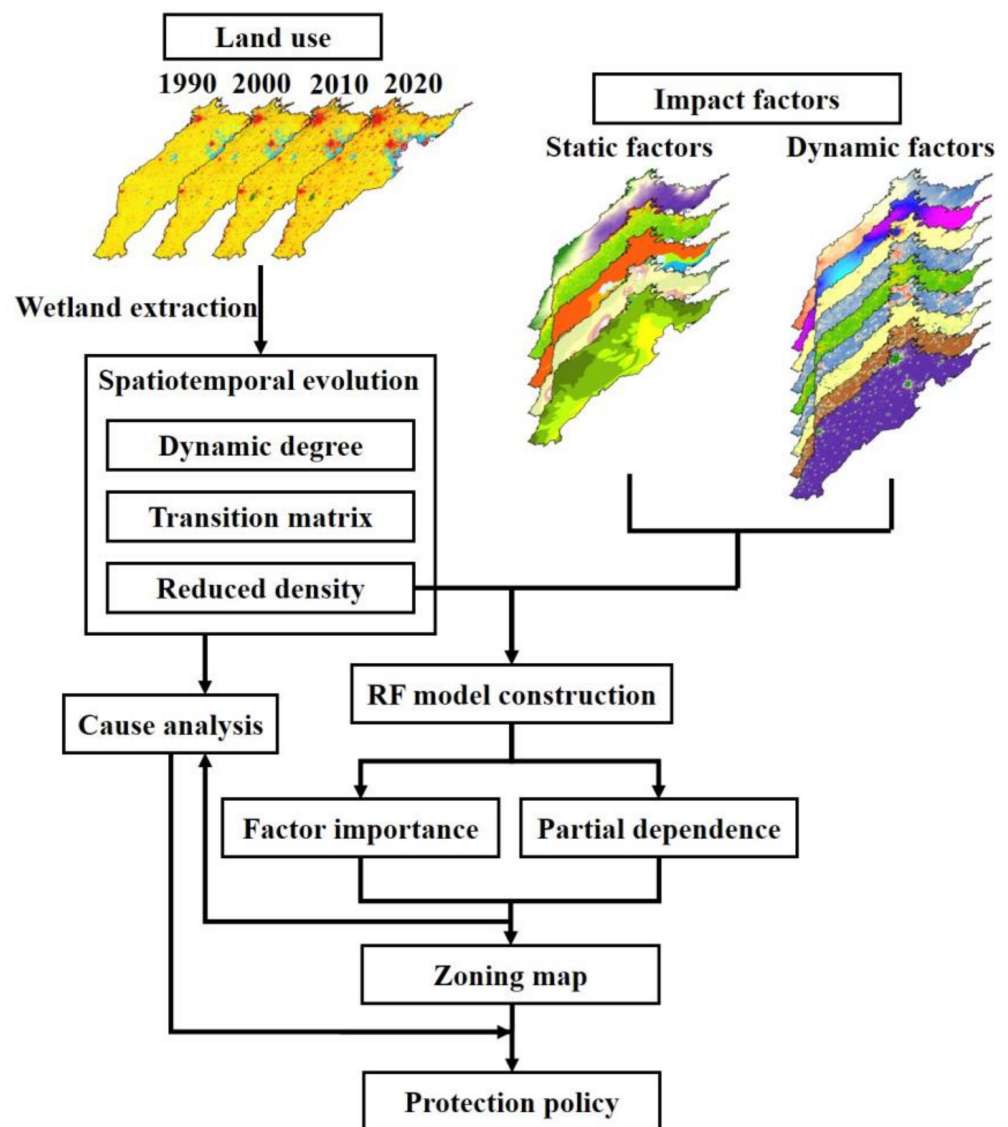 Land use
1990 2000 2010 2020
Impact factors
Static factors
Dynamic factors
Wetland extraction
Spatiotemporal evolution
Dynamic degree
Transition matrix
Reduced density
RF model construction
Cause analysis
Factor importance
Partial dependence
Zoning map
Protection policy